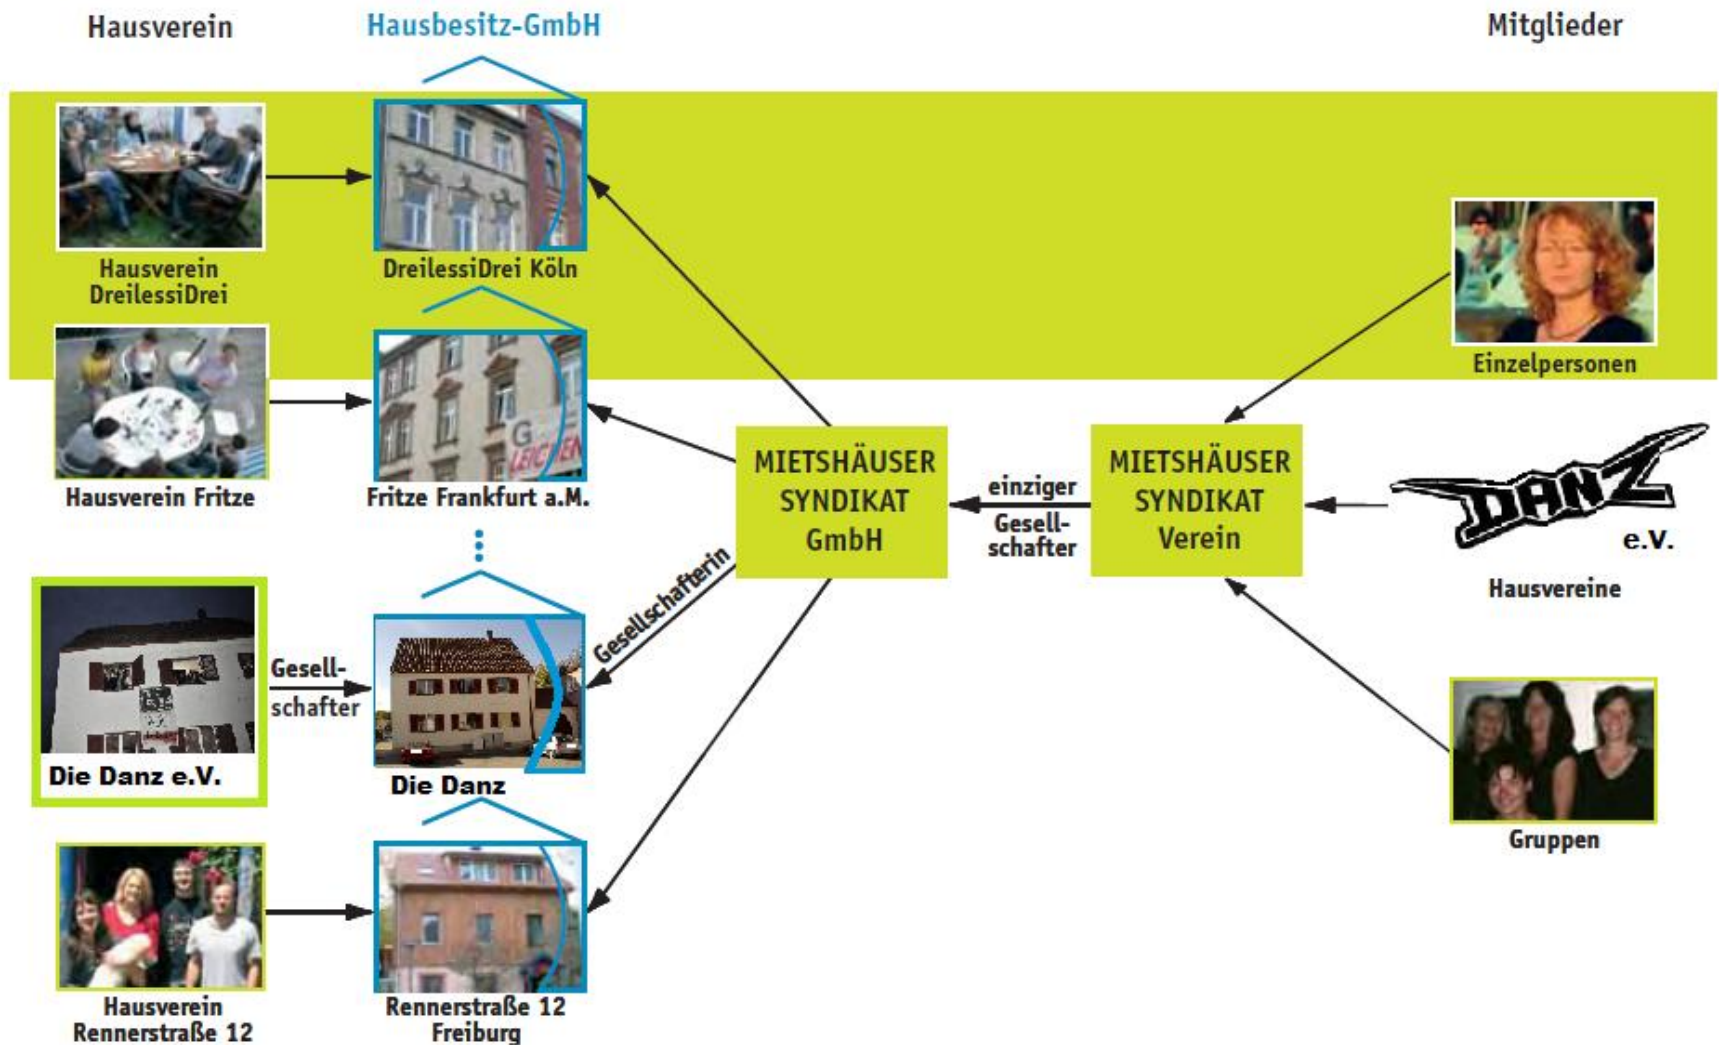 Hausverein
Hausbesitz-GmbH
Mitglieder
Hausverein
DreilessiDrei
DreilessiDrei Köln
Einzelpersonen
Hausverein Fritze
G
LEICHEN
Fritze Frankfurt a.M.
MIETSHÄUSER
SYNDIKAT
GmbH
einziger
Gesell-
schafter
MIETSHÄUSER
SYNDIKAT
Verein
DANZ
e.V.
Hausvereine
Die Danz e.V.
Gesell-
schafter
Die Danz
Gesellschafterin
Gruppen
Hausverein
Rennerstraße 12
Rennerstraße 12
Freiburg